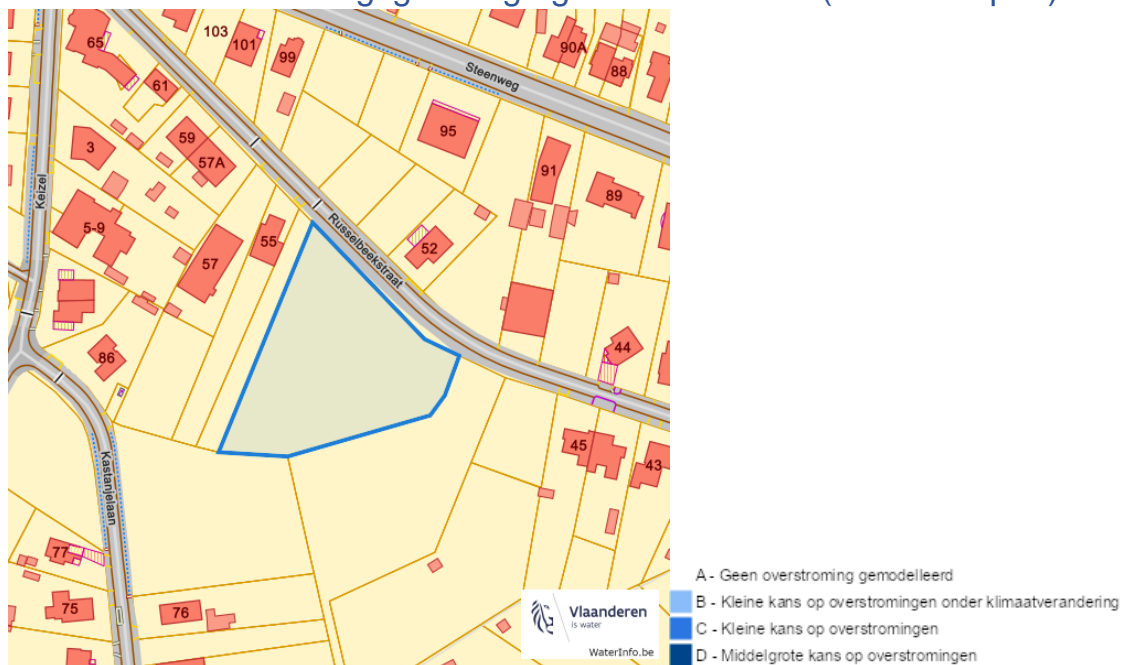 103
101
99
65
61
90A
88
Steenweg
95
59
57A
3
91
89
Keizel
5-9
Russelbeekstraat
55
52
57
44
86
45
43
Kastanjelaan
77
75
76
Vlaanderen
is water
WaterInfo.be
A - Geen overstroming gemodelleerd
B - Kleine kans op overstromingen onder klimaatverandering
C - Kleine kans op overstromingen
D - Middelgrote kans op overstromingen